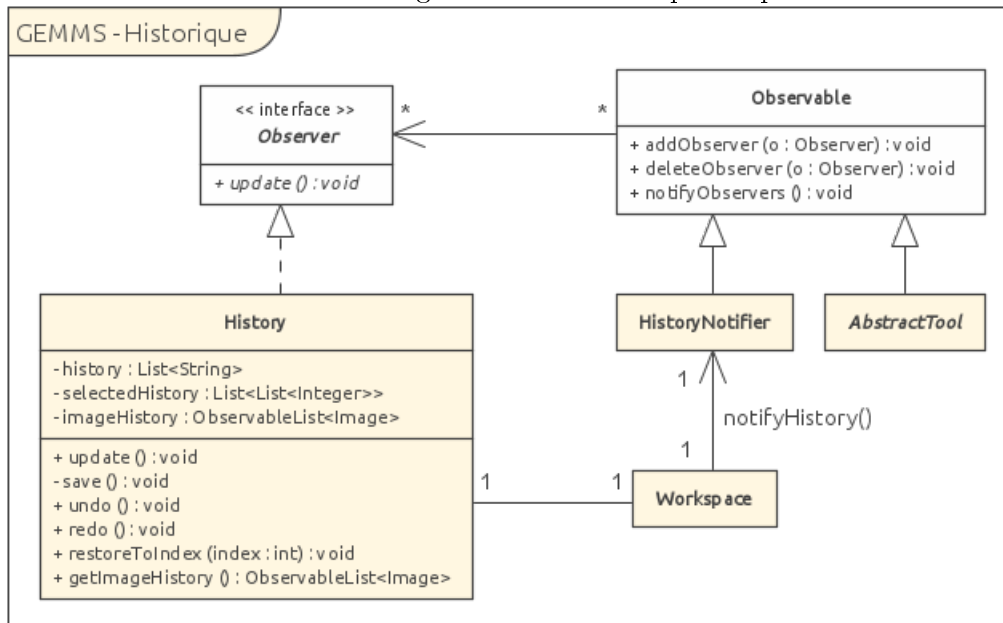 GEMMS - Historique
<< interface >>
Observer
+ update () : void
*
*
Observable
+ addObserver (o : Observer) : void
+ deleteObserver (o : Observer) : void
+ notifyObservers () : void
History
- history : List<String>
- selectedHistory : List<List<Integer>>
- imageHistory : ObservableList<Image>
+ update () : void
- save () : void
+ undo () : void
+ redo () : void
+ restoreToIndex (index : int) : void
+ getImageHistory () : ObservableList<Image>
HistoryNotifier
AbstractTool
1
notifyHistory()
1
1
1
Workspace